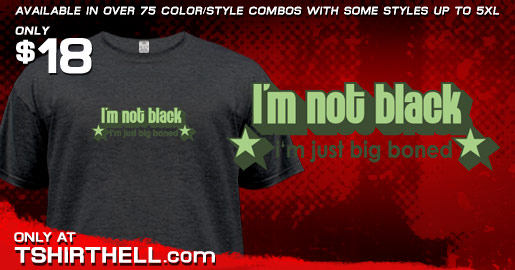 AVAILABLE IN OVER 75 COLOR/STYLE COMBOS WITH SOME STYLES UP TO 5XL
ONLY
$18
I'm not black
I'm just big boned
I'm not black
I'm just big boned
ONLY AT
TSHIRTHELL.com